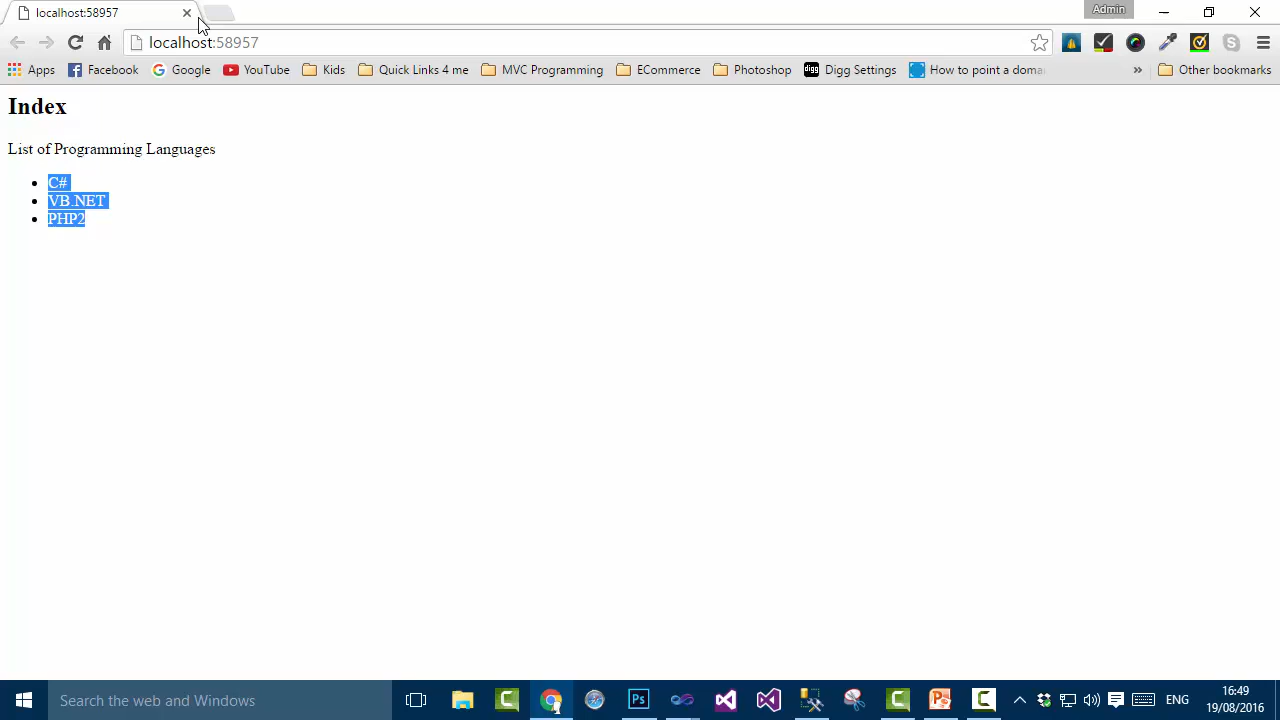 localhost:58957
Admin
localhost:58957
Apps Facebook Google YouTube Kids Quick Links 4 me MVC Programming ECommerce Photoshop digg Digg Settings How to point a doma » Other bookmarks
Index
List of Programming Languages
C#
VB.NET
PHP2
Search the web and Windows Ps ENG 16:49
19/08/2016